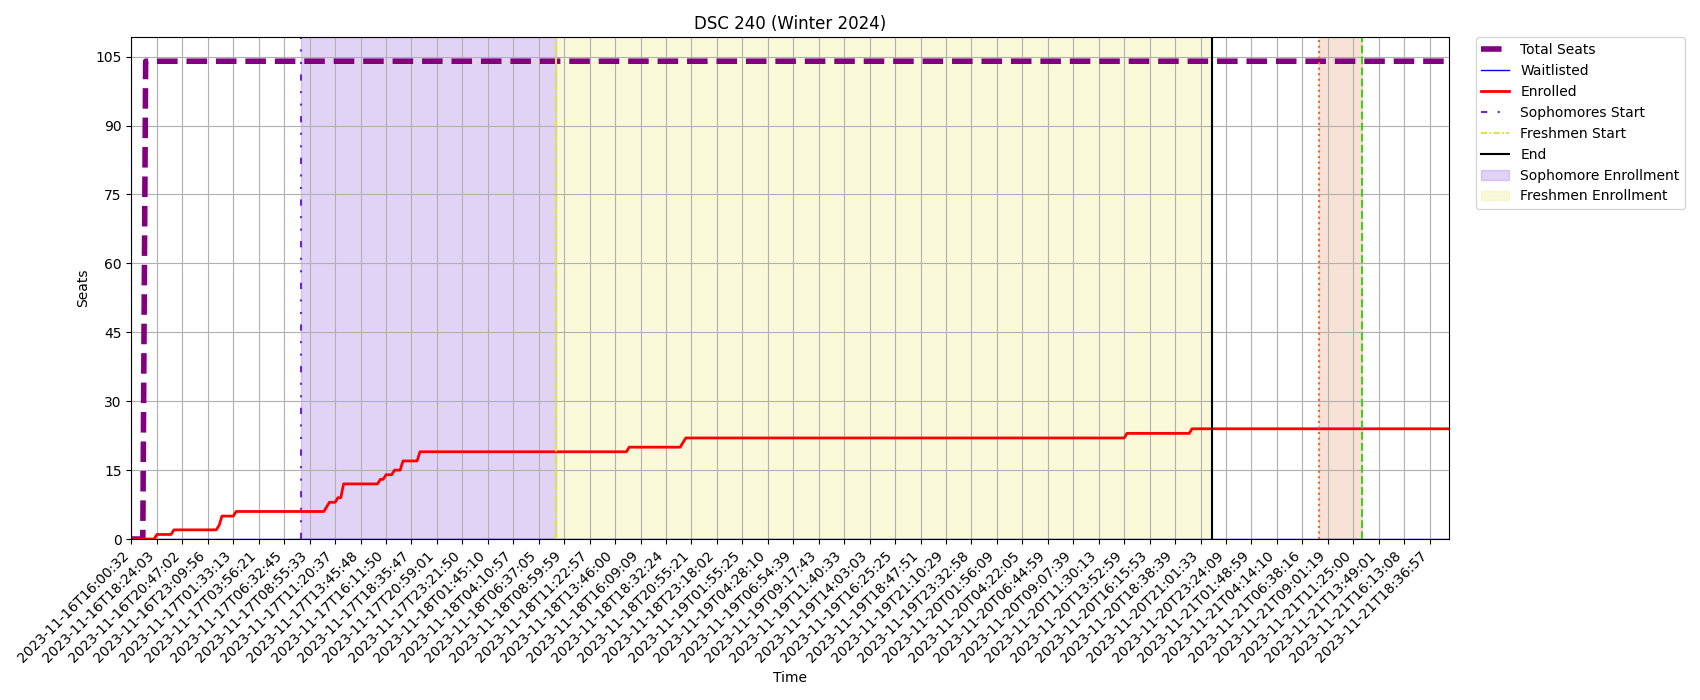 DSC 240 (Winter 2024)
105
90
75
60
45
30
15
0
Seats
Total Seats
Waitlisted
Enrolled
Sophomores Start
Freshmen Start
End
Sophomore Enrollment
Freshmen Enrollment
2023-11-16T16:00:32
2023-11-16T18:24:03
2023-11-16T20:47:02
2023-11-16T23:09:56
2023-11-17T01:33:13
2023-11-17T03:56:21
2023-11-17T06:32:45
2023-11-17T08:55:33
2023-11-17T11:20:37
2023-11-17T13:45:48
2023-11-17T16:11:50
2023-11-17T18:35:47
2023-11-17T20:59:01
2023-11-17T23:21:50
2023-11-18T01:45:10
2023-11-18T04:10:57
2023-11-18T06:37:05
2023-11-18T08:59:59
2023-11-18T11:22:57
2023-11-18T13:46:00
2023-11-18T16:09:09
2023-11-18T18:32:24
2023-11-18T20:55:21
2023-11-18T23:18:02
2023-11-19T01:55:25
2023-11-19T04:28:10
2023-11-19T06:54:39
2023-11-19T09:17:43
2023-11-19T11:40:33
2023-11-19T14:03:03
2023-11-19T16:25:25
2023-11-19T18:47:51
2023-11-19T21:10:29
2023-11-19T23:32:58
2023-11-20T01:56:09
2023-11-20T04:22:05
2023-11-20T06:44:59
2023-11-20T09:07:39
2023-11-20T11:30:13
2023-11-20T13:52:59
2023-11-20T16:15:53
2023-11-20T18:38:39
2023-11-20T21:01:33
2023-11-20T23:24:09
2023-11-21T01:48:59
2023-11-21T04:14:10
2023-11-21T06:38:16
2023-11-21T09:01:19
2023-11-21T11:25:00
2023-11-21T13:49:01
2023-11-21T16:13:08
2023-11-21T18:36:57
Time